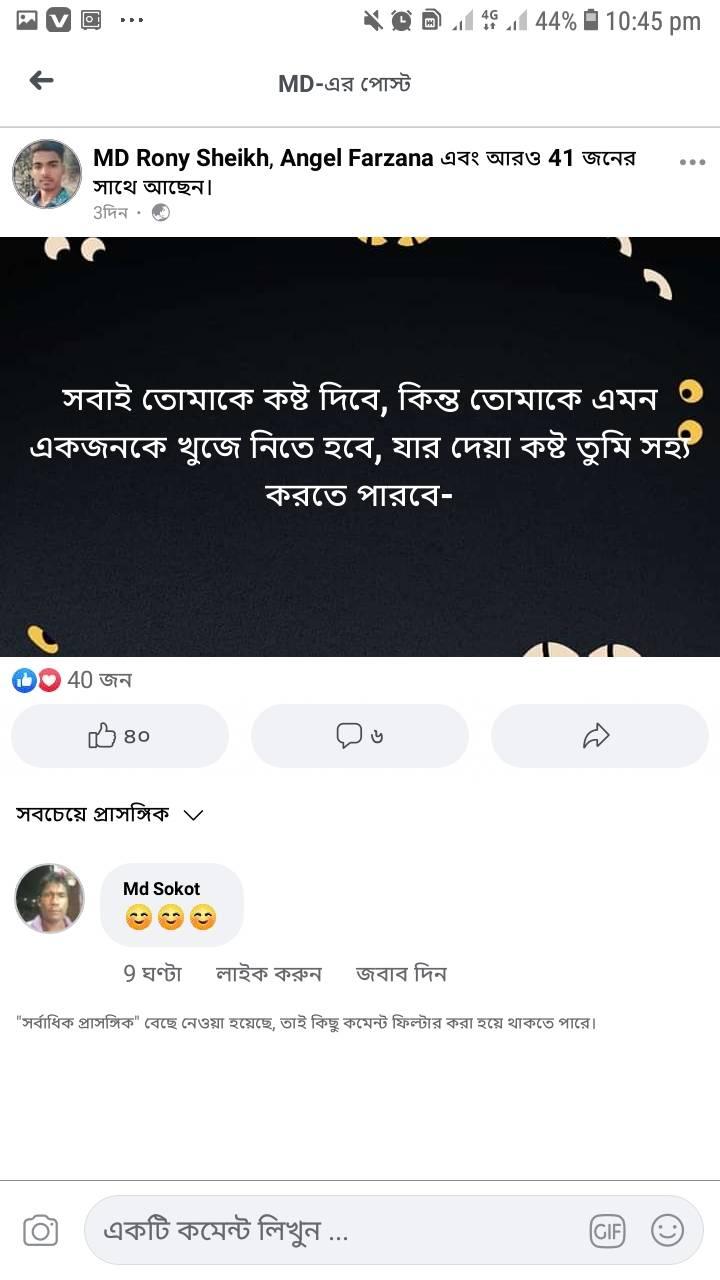 4G 44% 10:45 pm
MD-এর পোস্ট
MD Rony Sheikh, Angel Farzana এবং আরও 41 জনের
সাথে আছেন।
3দিন ·
সবাই তোমাকে কষ্ট দিবে, কিন্ত তোমাকে এমন
একজনকে খুজে নিতে হবে, যার দেয়া কষ্ট তুমি সহ্য
করতে পারবে-
40 জন
৪০ ৬
সবচেয়ে প্রাসঙ্গিক
Md Sokot
😊😊😊
9 ঘণ্টা লাইক করুন জবাব দিন
"সর্বাধিক প্রাসঙ্গিক" বেছে নেওয়া হয়েছে, তাই কিছু কমেন্ট ফিল্টার করা হয়ে থাকতে পারে।
একটি কমেন্ট লিখুন ... GIF